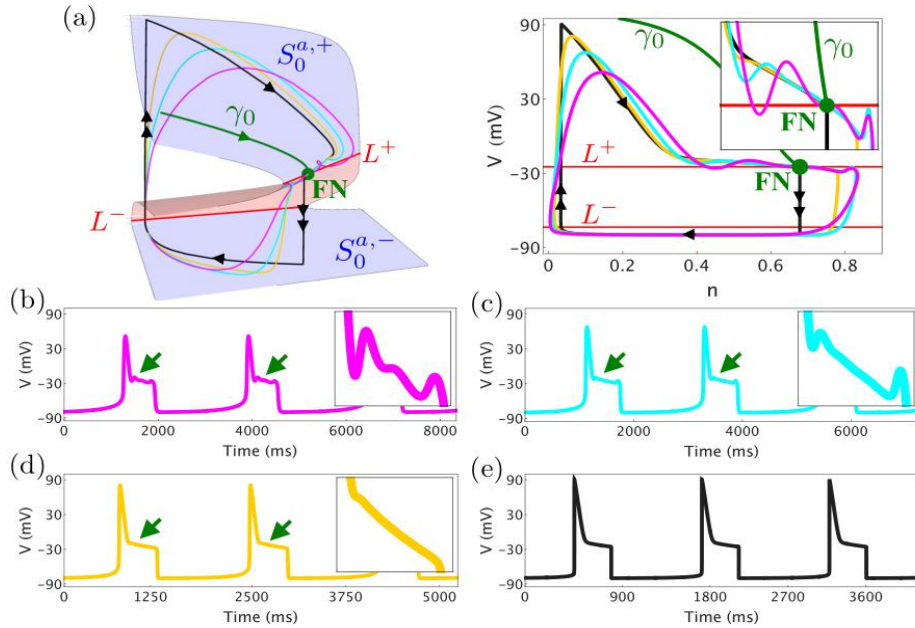 (a)
S₀ᵃ,⁺
γ₀
L⁺
FN
L⁻
S₀ᵃ,⁻
V (mV)
90
30
-30
-90
γ₀
γ₀
FN
FN
L⁺
L⁻
0
0.2
0.4
0.6
0.8
n
(b)
V (mV)
90
30
-30
-90
0
2000
4000
6000
8000
Time (ms)
(c)
V (mV)
90
30
-30
-90
0
2000
4000
6000
Time (ms)
(d)
V (mV)
90
30
-30
-90
0
1250
2500
3750
5000
Time (ms)
(e)
V (mV)
90
30
-30
-90
0
900
1800
2700
3600
Time (ms)